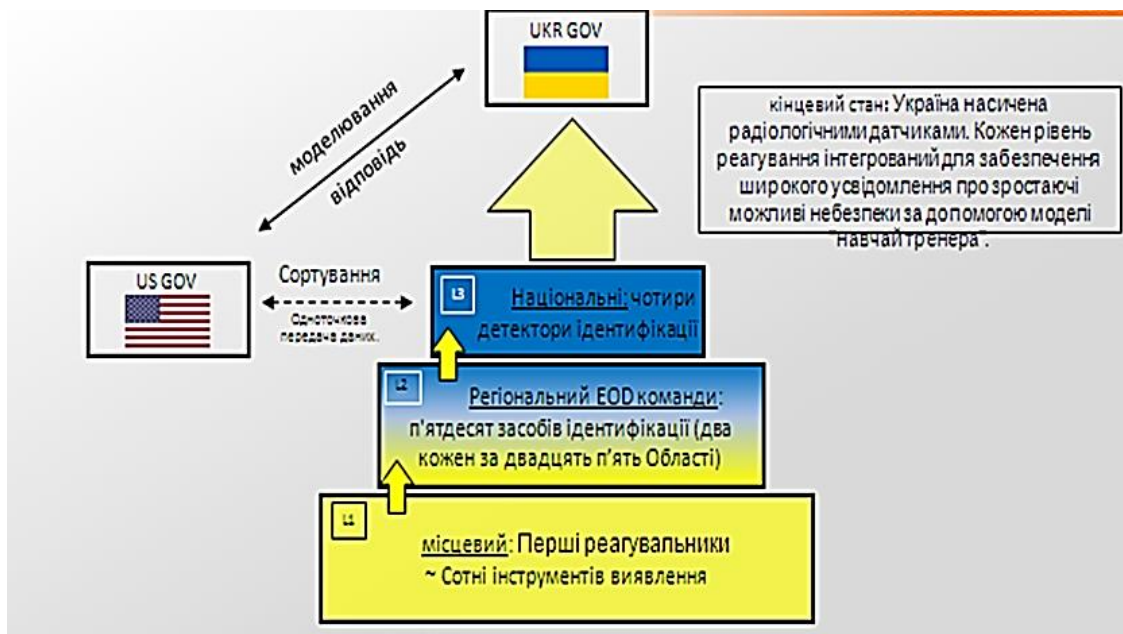 UKR GOV
моделювання
відповідь
кінцевий стан: Україна насичена
радіологічними датчиками. Кожен рівень
реагування інтегрований для забезпечення
широкого усвідомлення про зростаючі
можливі небезпеки за допомогою моделі
"навчай тренера".
US GOV
Сортування
Одноточкова
передача даних.
L3
Національні: чотири
детектори ідентифікації
L2
Регіональний EOD команди:
п'ятдесят засобів ідентифікації (два
кожен за двадцять п'ять Області)
L1
місцевий: Перші реагувальники
~ Сотні інструментів виявлення